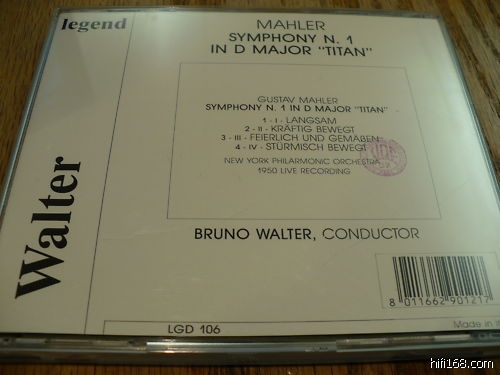 legend
MAHLER
SYMPHONY N. 1
IN D MAJOR "TITAN"
GUSTAV MAHLER
SYMPHONY N. 1 IN D MAJOR "TITAN"
1 - I - LANGSAM
2 - II - KRÄFTIG BEWEGT
3 - III - FEIERLICH UND GEMAßEN
4 - IV - STÜRMISCH BEWEGT
NEW YORK PHILARMONIC ORCHESTRA
1950 LIVE RECORDING
Walter
BRUNO WALTER, CONDUCTOR
8 011662 901217
LGD 106
Made in
hifi168.com